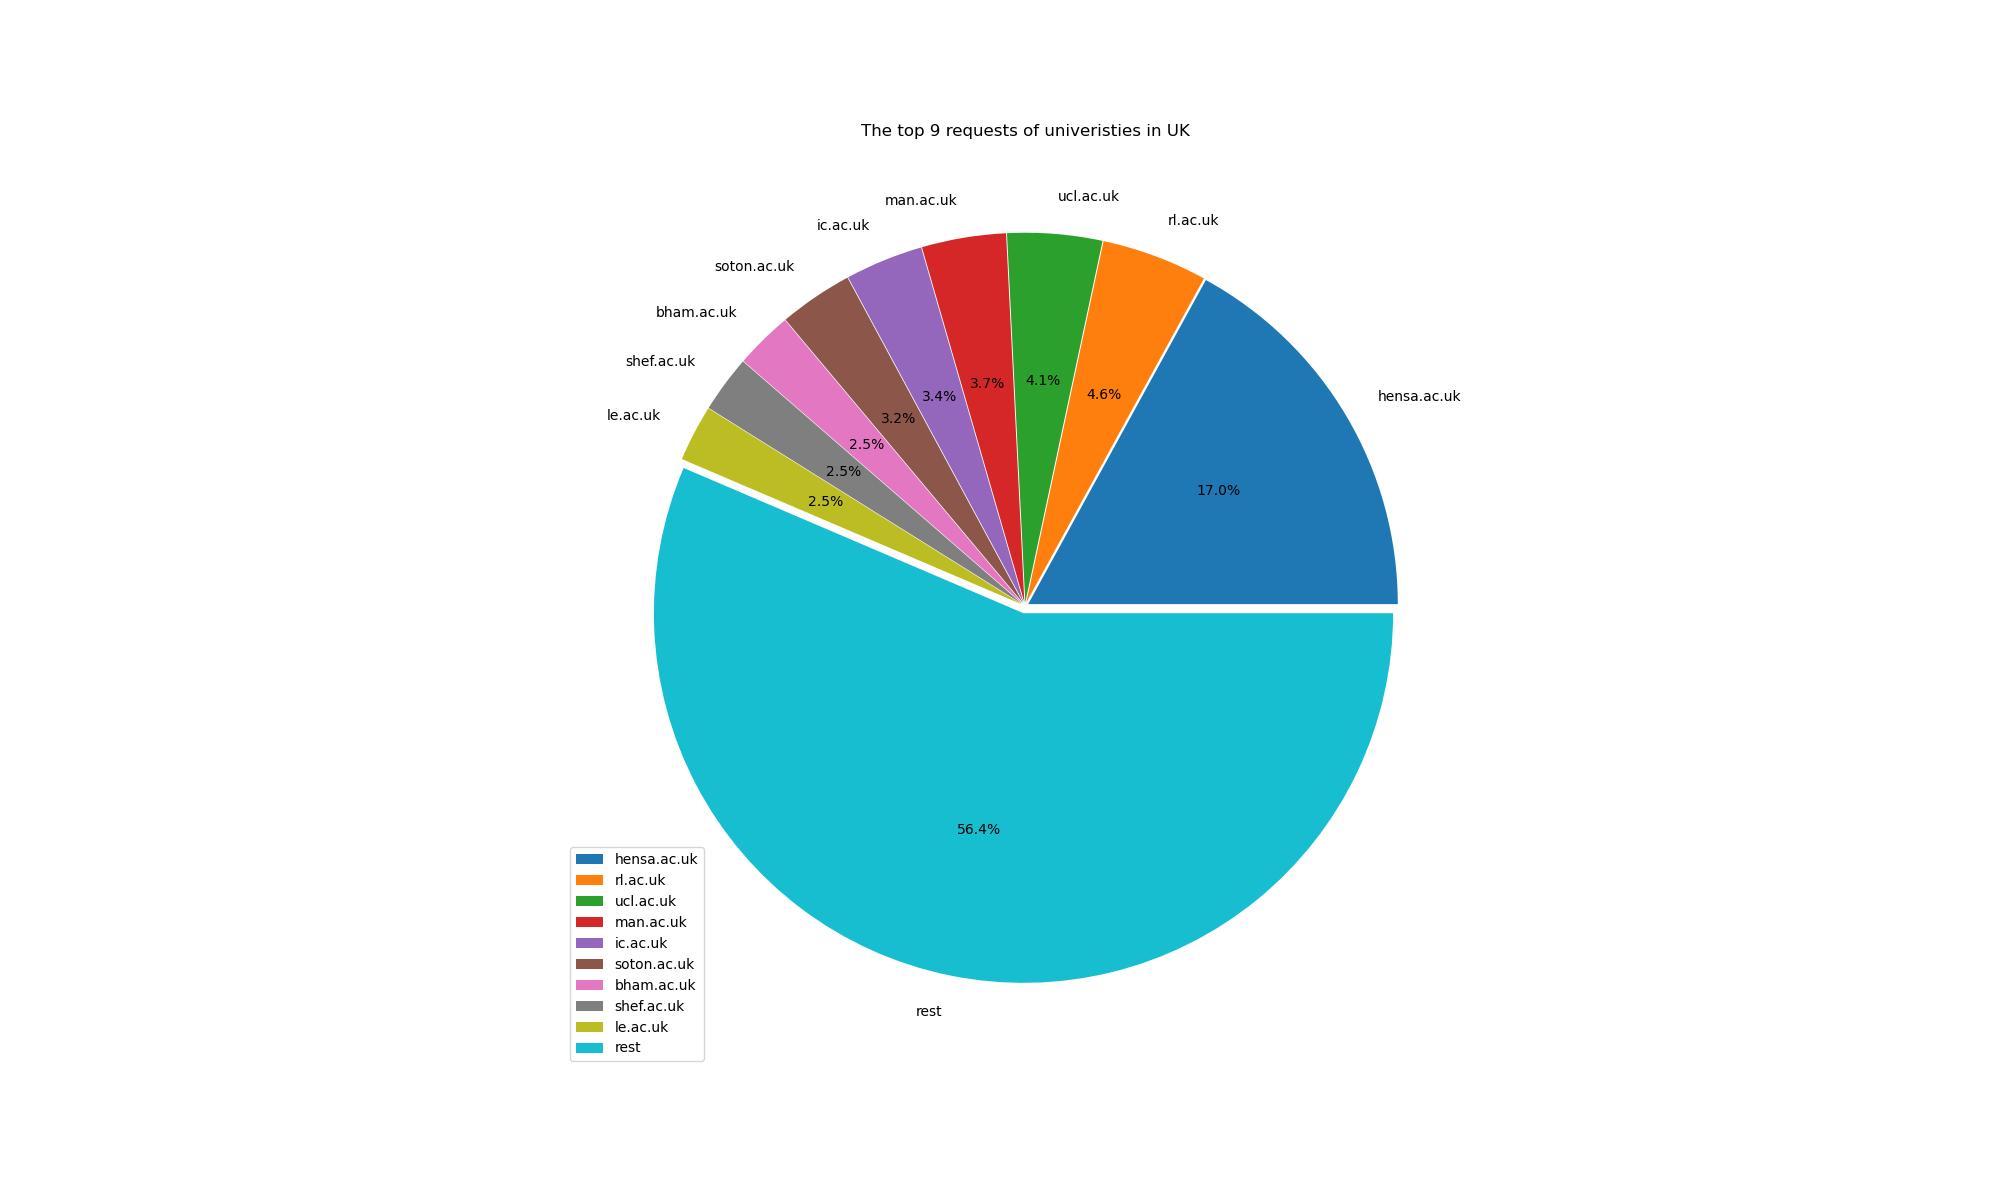 The top 9 requests of univeristies in UK
man.ac.uk
ucl.ac.uk
ic.ac.uk
rl.ac.uk
soton.ac.uk
bham.ac.uk
shef.ac.uk
hensa.ac.uk
le.ac.uk
3.7%
4.1%
3.4%
4.6%
3.2%
2.5%
2.5%
17.0%
2.5%
56.4%
rest
hensa.ac.uk
rl.ac.uk
ucl.ac.uk
man.ac.uk
ic.ac.uk
soton.ac.uk
bham.ac.uk
shef.ac.uk
le.ac.uk
rest